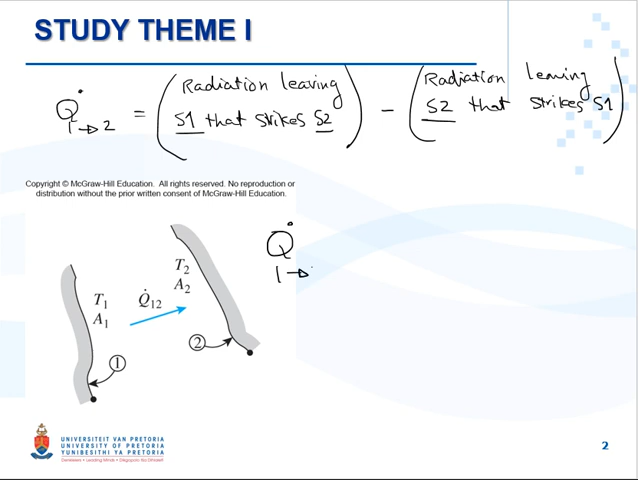 STUDY THEME I
Q̇ 1→2 = (Radiation leaving S1 that strikes S2) − (Radiation leaving S2 that strikes S1)
Copyright © McGraw-Hill Education. All rights reserved. No reproduction or
distribution without the prior written consent of McGraw-Hill Education.
Q̇ 1→
T2
A2
T1
A1
Q̇12
2
1
UNIVERSITEIT VAN PRETORIA
UNIVERSITY OF PRETORIA
YUNIBESITHI YA PRETORIA
2